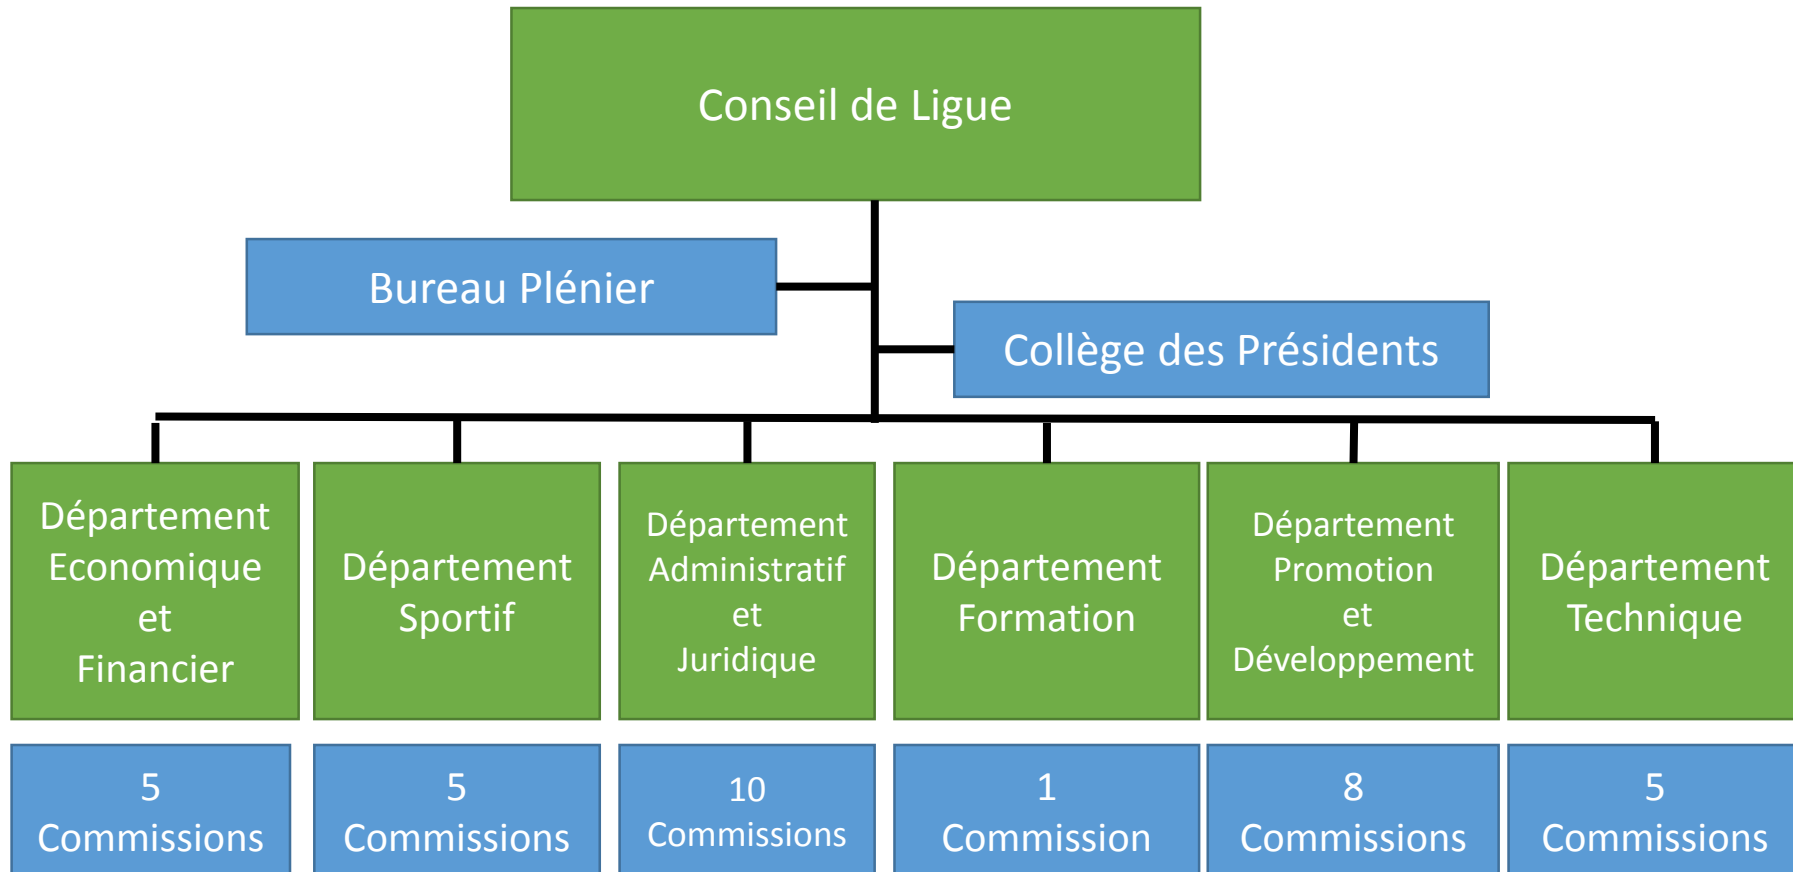 Conseil de Ligue
Bureau Plénier
Collège des Présidents
Département
Economique
et
Financier
Département
Sportif
Département
Administratif
et
Juridique
Département
Formation
Département
Promotion
et
Développement
Département
Technique
5
Commissions
5
Commissions
10
Commissions
1
Commission
8
Commissions
5
Commissions